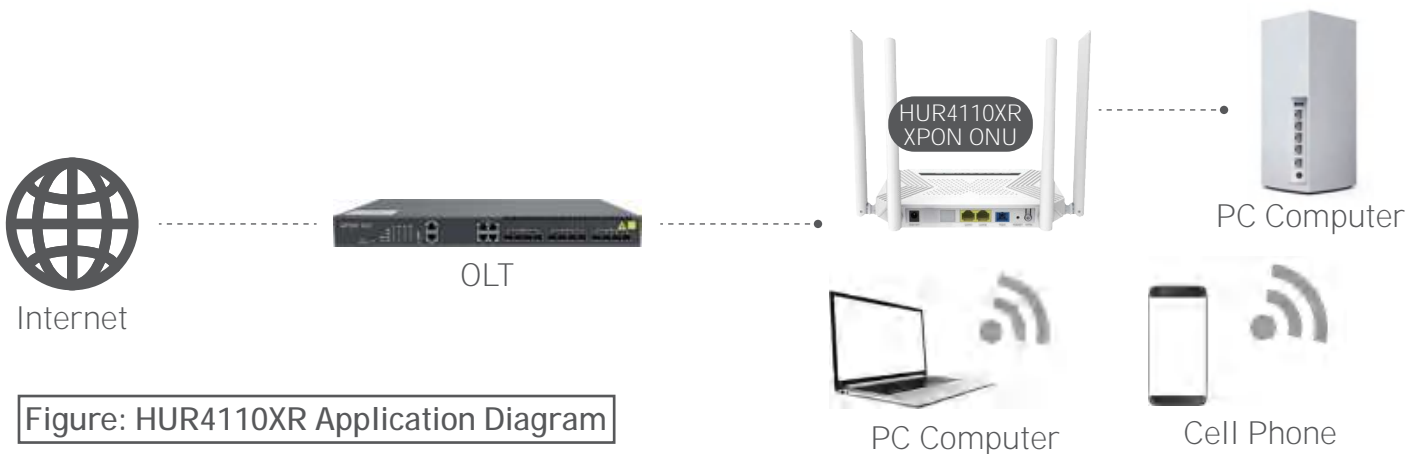 HUR4110XR
XPON ONU
PC Computer
OLT
Internet
PC Computer
Cell Phone
Figure: HUR4110XR Application Diagram